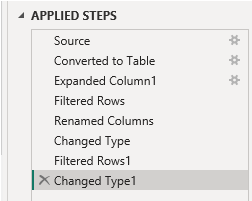 APPLIED STEPS
Source
Converted to Table
Expanded Column1
Filtered Rows
Renamed Columns
Changed Type
Filtered Rows1
Changed Type1